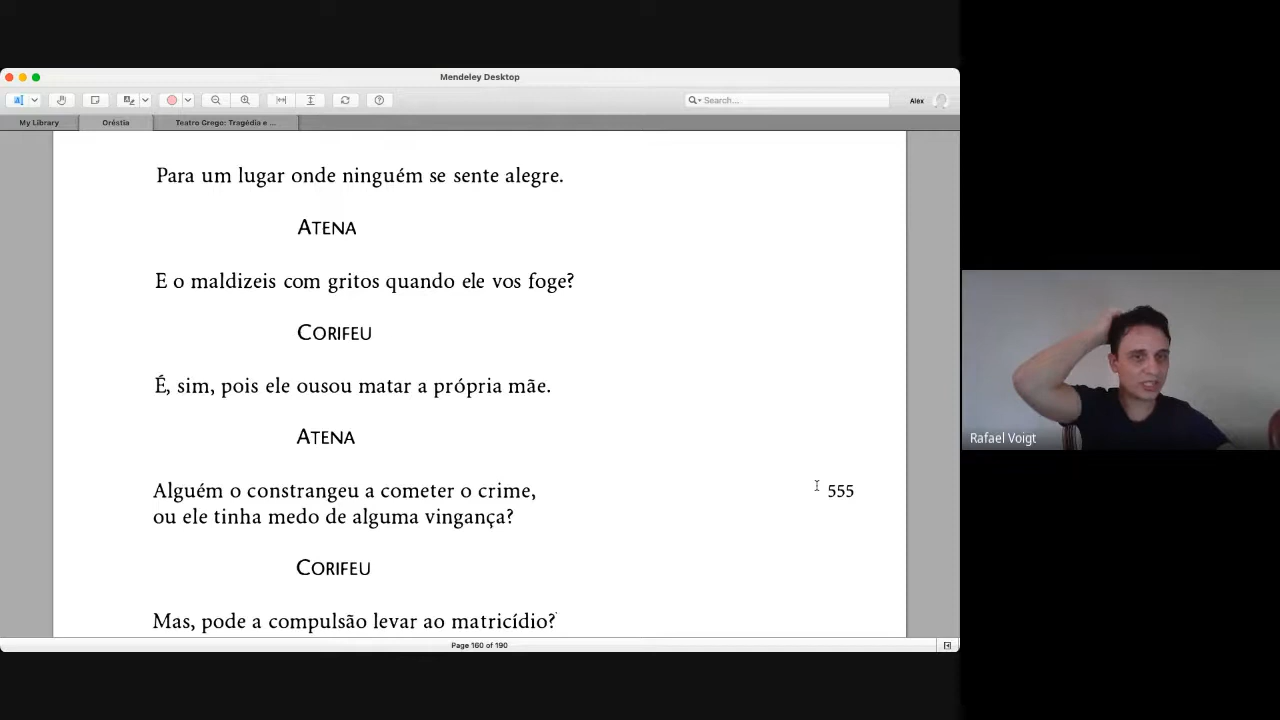 Mendeley Desktop
Search...
Alex
My Library
Oréstia
Teatro Grego: Tragédia e ...
Para um lugar onde ninguém se sente alegre.
ATENA
E o maldizeis com gritos quando ele vos foge?
CORIFEU
É, sim, pois ele ousou matar a própria mãe.
ATENA
Alguém o constrangeu a cometer o crime, 555
ou ele tinha medo de alguma vingança?
CORIFEU
Mas, pode a compulsão levar ao matricídio?
Page 160 of 190
Rafael Voigt